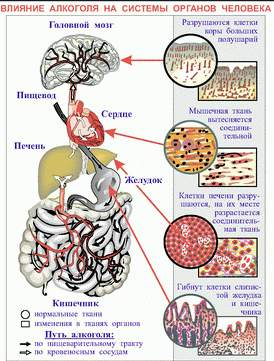 ВЛИЯНИЕ АЛКОГОЛЯ НА СИСТЕМЫ ОРГАНОВ ЧЕЛОВЕКА
Головной мозг
Разрушаются клетки
коры больших
полушарий
Пищевод
Сердце
Мышечная ткань
вытесняется
соедини-
тельной
Печень
Желудок
Клетки печени разру-
шаются, на их месте
разрастается
соединитель-
ная ткань
Гибнут клетки слизис-
той желудка
и кише-
чника
Кишечник
нормальные ткани
изменения в тканях органов
Путь алкоголя:
по пищеварительному тракту
по кровеносным сосудам